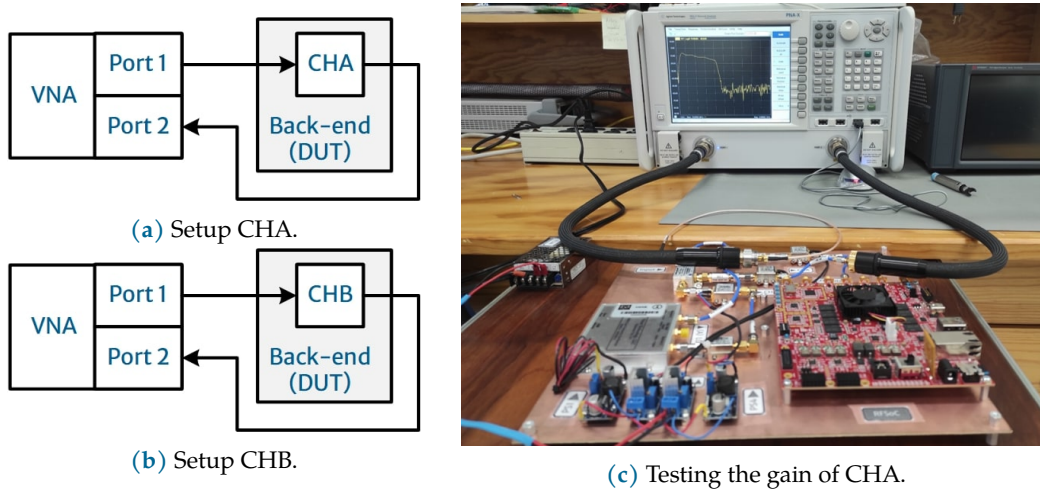 VNA
Port 1
Port 2
CHA
Back-end
(DUT)
(a) Setup CHA.
VNA
Port 1
Port 2
CHB
Back-end
(DUT)
(b) Setup CHB.
PNA-X
RFSoC
(c) Testing the gain of CHA.